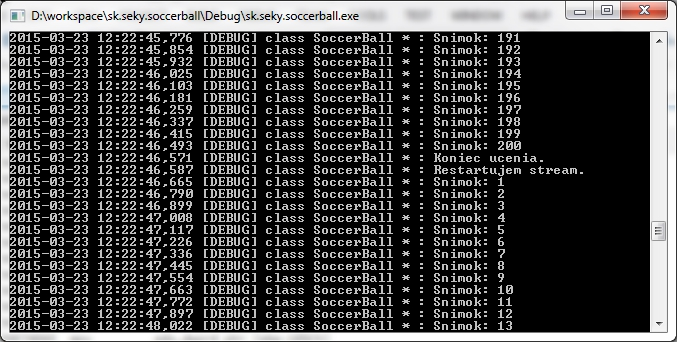 D:\workspace\sk.seky.soccerball\Debug\sk.seky.soccerball.exe
2015-03-23 12:22:45,776 [DEBUG] class SoccerBall * : Snimok: 191
2015-03-23 12:22:45,854 [DEBUG] class SoccerBall * : Snimok: 192
2015-03-23 12:22:45,932 [DEBUG] class SoccerBall * : Snimok: 193
2015-03-23 12:22:46,025 [DEBUG] class SoccerBall * : Snimok: 194
2015-03-23 12:22:46,103 [DEBUG] class SoccerBall * : Snimok: 195
2015-03-23 12:22:46,181 [DEBUG] class SoccerBall * : Snimok: 196
2015-03-23 12:22:46,259 [DEBUG] class SoccerBall * : Snimok: 197
2015-03-23 12:22:46,337 [DEBUG] class SoccerBall * : Snimok: 198
2015-03-23 12:22:46,415 [DEBUG] class SoccerBall * : Snimok: 199
2015-03-23 12:22:46,493 [DEBUG] class SoccerBall * : Snimok: 200
2015-03-23 12:22:46,571 [DEBUG] class SoccerBall * : Koniec ucenia.
2015-03-23 12:22:46,587 [DEBUG] class SoccerBall * : Restartujem stream.
2015-03-23 12:22:46,665 [DEBUG] class SoccerBall * : Snimok: 1
2015-03-23 12:22:46,790 [DEBUG] class SoccerBall * : Snimok: 2
2015-03-23 12:22:46,899 [DEBUG] class SoccerBall * : Snimok: 3
2015-03-23 12:22:47,008 [DEBUG] class SoccerBall * : Snimok: 4
2015-03-23 12:22:47,117 [DEBUG] class SoccerBall * : Snimok: 5
2015-03-23 12:22:47,226 [DEBUG] class SoccerBall * : Snimok: 6
2015-03-23 12:22:47,336 [DEBUG] class SoccerBall * : Snimok: 7
2015-03-23 12:22:47,445 [DEBUG] class SoccerBall * : Snimok: 8
2015-03-23 12:22:47,554 [DEBUG] class SoccerBall * : Snimok: 9
2015-03-23 12:22:47,663 [DEBUG] class SoccerBall * : Snimok: 10
2015-03-23 12:22:47,772 [DEBUG] class SoccerBall * : Snimok: 11
2015-03-23 12:22:47,897 [DEBUG] class SoccerBall * : Snimok: 12
2015-03-23 12:22:48,022 [DEBUG] class SoccerBall * : Snimok: 13